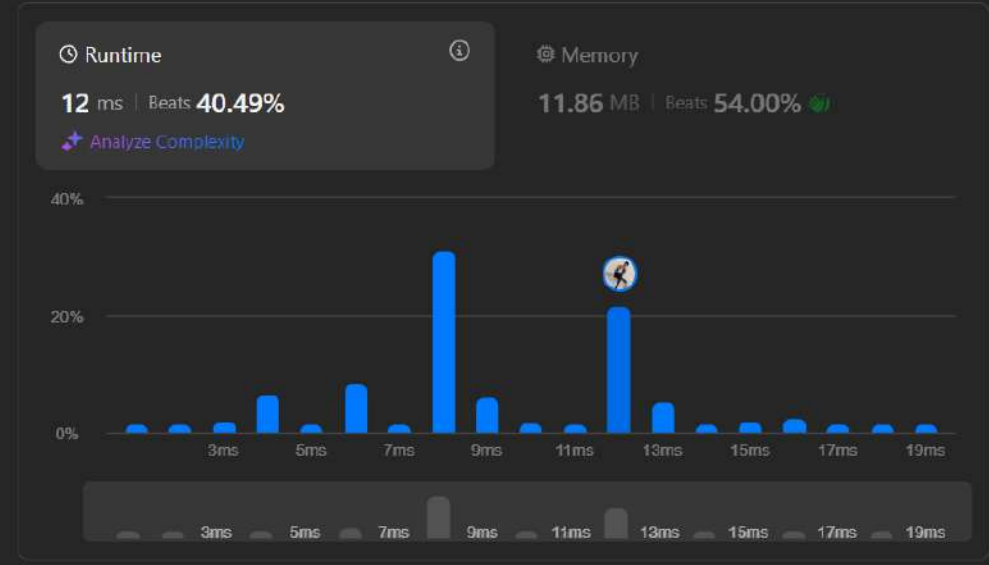 Runtime
12 ms | Beats 40.49%
Analyze Complexity
Memory
11.86 MB | Beats 54.00%
40%
20%
0%
3ms 5ms 7ms 9ms 11ms 13ms 15ms 17ms 19ms
3ms 5ms 7ms 9ms 11ms 13ms 15ms 17ms 19ms